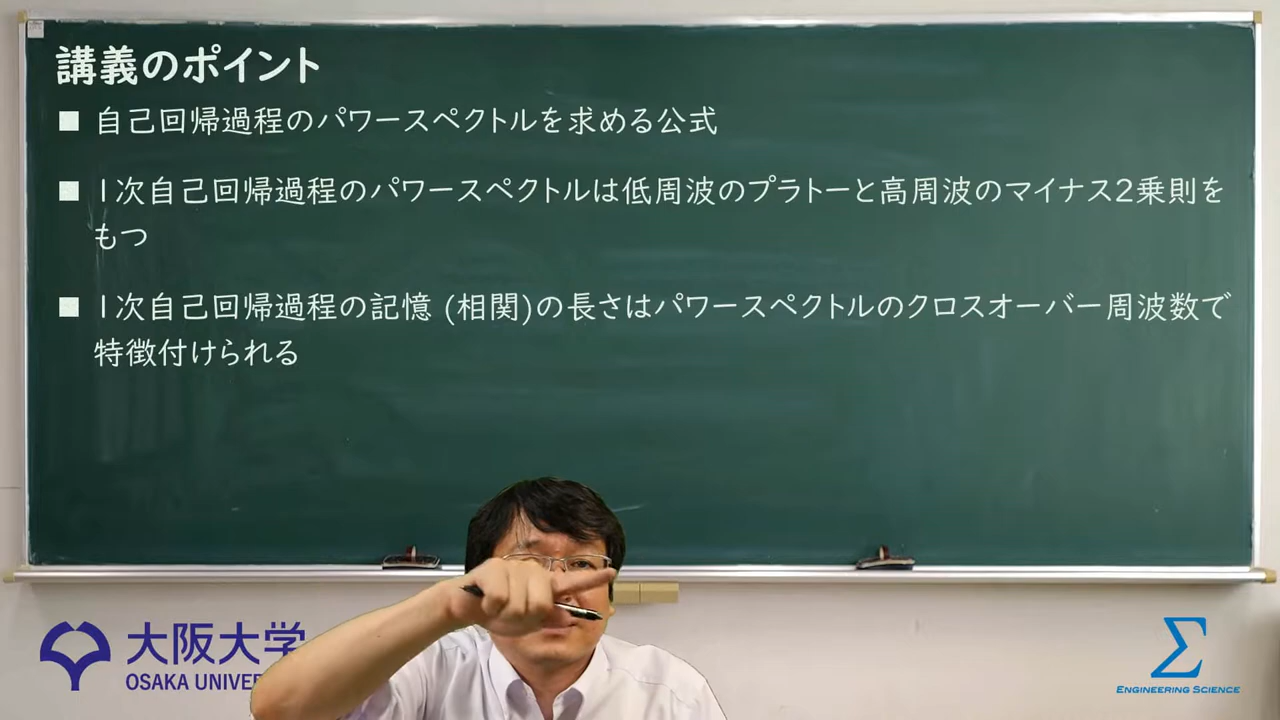 講義のポイント
■ 自己回帰過程のパワースペクトルを求める公式
■ 1次自己回帰過程のパワースペクトルは低周波のプラトーと高周波のマイナス2乗則を
もつ
■ 1次自己回帰過程の記憶 (相関)の長さはパワースペクトルのクロスオーバー周波数で
特徴付けられる
大阪大学
OSAKA
Σ
ENGINEERING SCIENCE